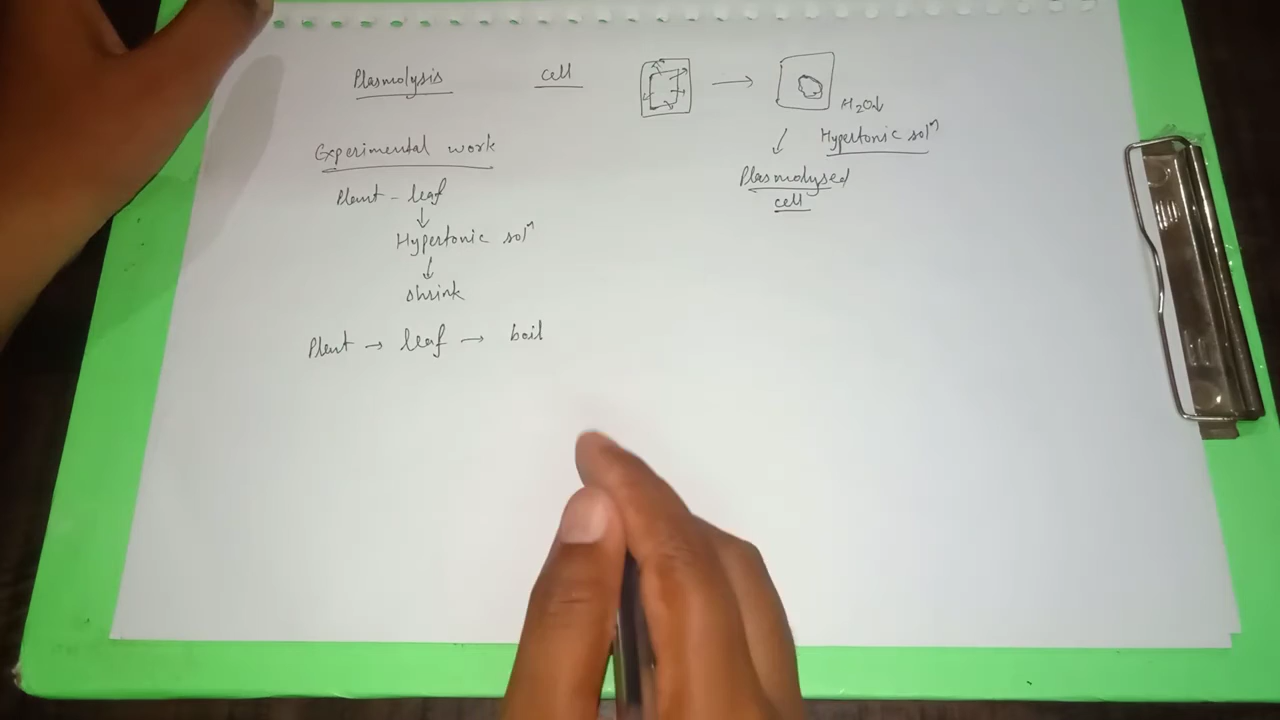 Plasmolysis cell
H₂O↓
Hypertonic solⁿ
Plasmolysed
cell
Experimental work
Plant - leaf
↓
Hypertonic solⁿ
↓
shrink
Plant → leaf → boil